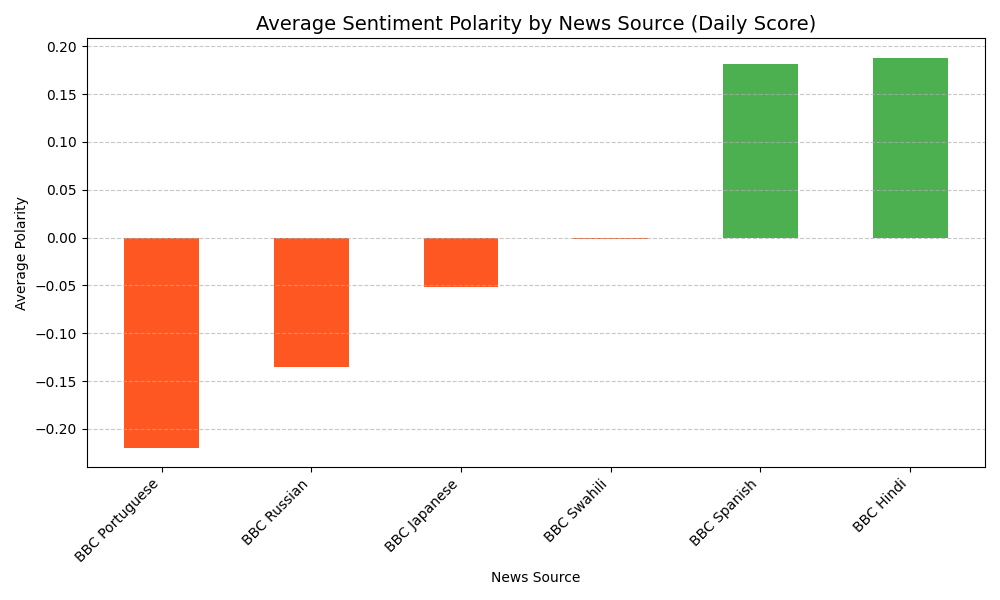 Average Sentiment Polarity by News Source (Daily Score)
Average Polarity
0.20
0.15
0.10
0.05
0.00
−0.05
−0.10
−0.15
−0.20
BBC Portuguese
BBC Russian
BBC Japanese
BBC Swahili
BBC Spanish
BBC Hindi
News Source